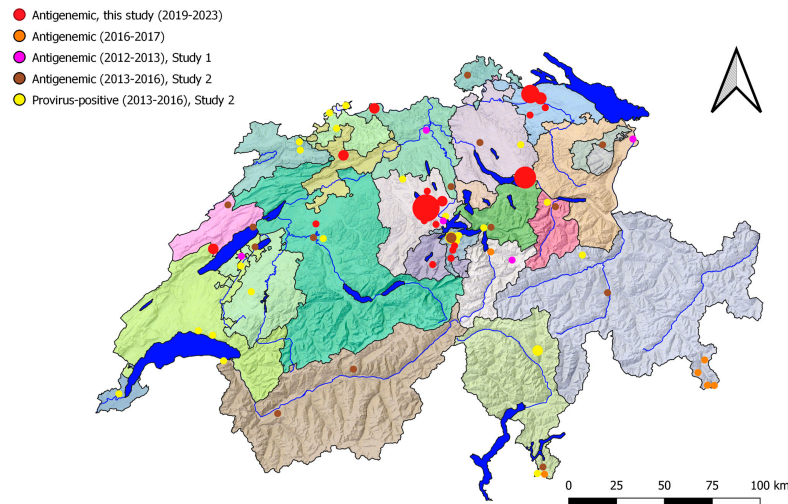 Antigenemic, this study (2019-2023)
Antigenemic (2016-2017)
Antigenemic (2012-2013), Study 1
Antigenemic (2013-2016), Study 2
Provirus-positive (2013-2016), Study 2
0 25 50 75 100 km